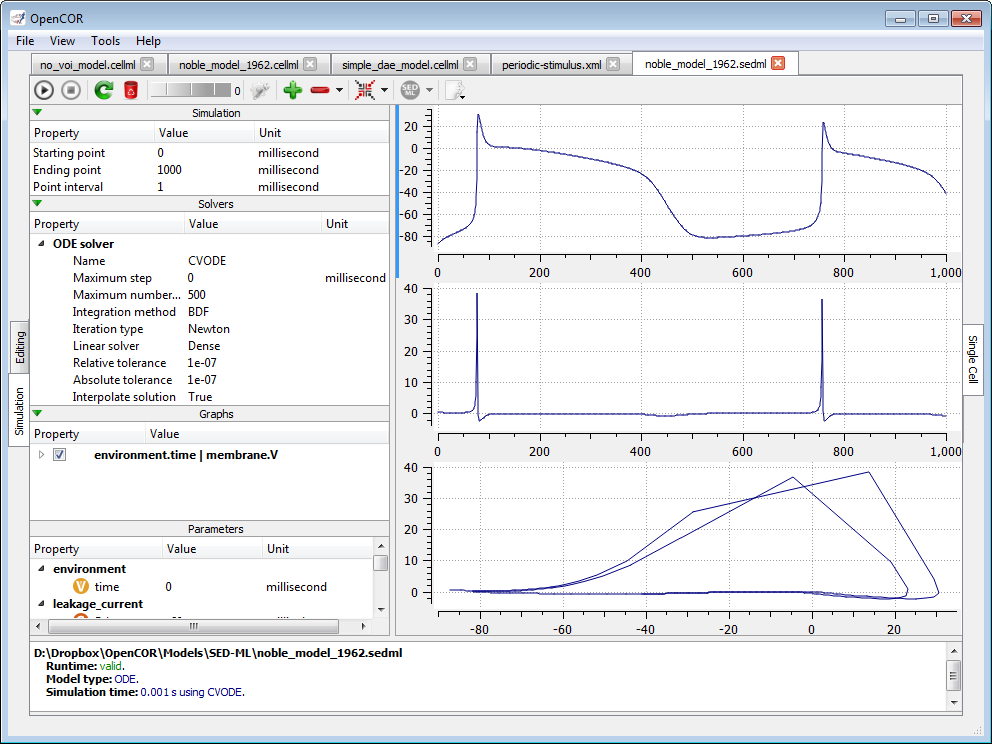 OpenCOR
File View Tools Help
no_voi_model.cellml noble_model_1962.cellml simple_dae_model.cellml periodic-stimulus.xml noble_model_1962.sedml
0 SED ML
Simulation
Property Value Unit
Starting point 0 millisecond
Ending point 1000 millisecond
Point interval 1 millisecond
Solvers
Property Value Unit
ODE solver
Name CVODE
Maximum step 0 millisecond
Maximum number... 500
Integration method BDF
Iteration type Newton
Linear solver Dense
Relative tolerance 1e-07
Absolute tolerance 1e-07
Interpolate solution True
Graphs
Property Value
environment.time | membrane.V
Parameters
Property Value Unit
environment
V time 0 millisecond
leakage_current
Editing
Simulation
20
0
-20
-40
-60
-80
0 200 400 600 800 1,000
40
30
20
10
0
0 200 400 600 800 1,000
40
30
20
10
0
-80 -60 -40 -20 0 20
Single Cell
D:\Dropbox\OpenCOR\Models\SED-ML\noble_model_1962.sedml
Runtime: valid.
Model type: ODE.
Simulation time: 0.001 s using CVODE.